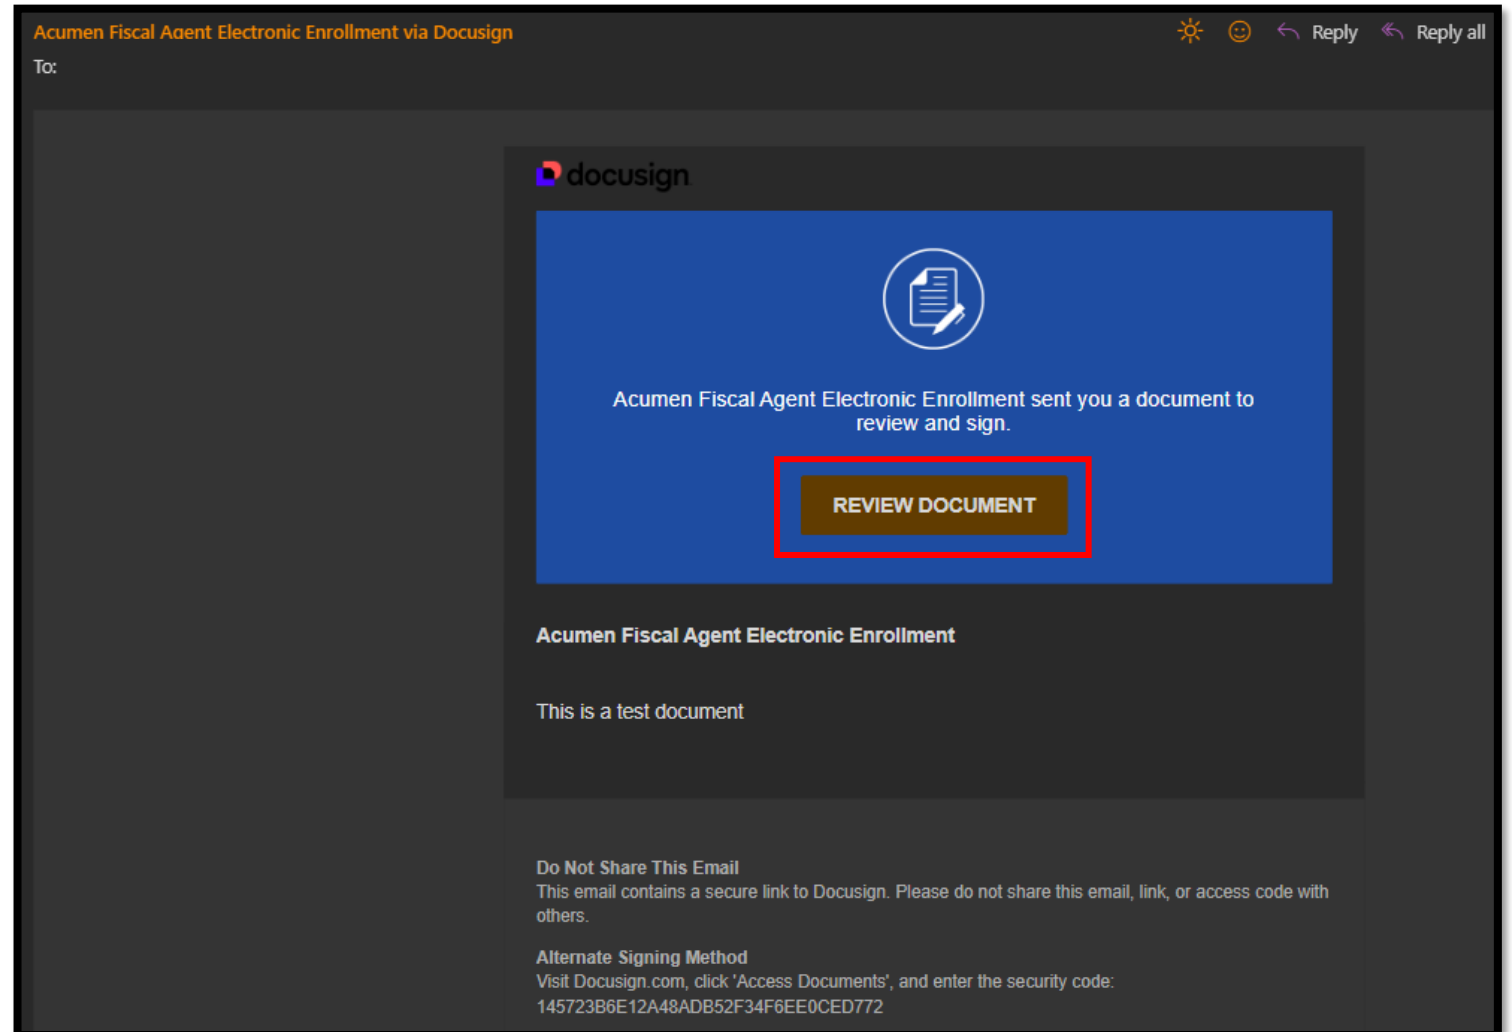 Acumen Fiscal Agent Electronic Enrollment via Docusign
Reply
Reply all
To:
docusign
Acumen Fiscal Agent Electronic Enrollment sent you a document to
review and sign.
REVIEW DOCUMENT
Acumen Fiscal Agent Electronic Enrollment
This is a test document
Do Not Share This Email
This email contains a secure link to Docusign. Please do not share this email, link, or access code with
others.
Alternate Signing Method
Visit Docusign.com, click 'Access Documents', and enter the security code:
145723B6E12A48ADB52F34F6EE0CED772